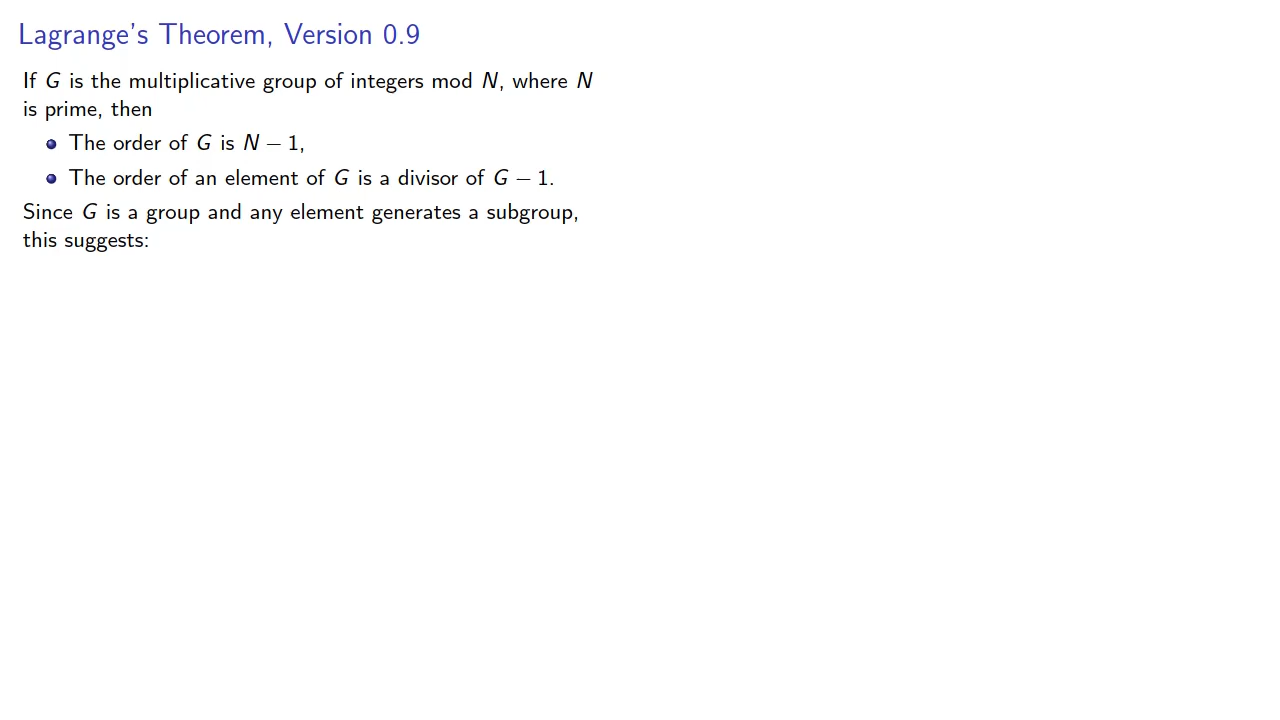 Lagrange's Theorem, Version 0.9
If G is the multiplicative group of integers mod N, where N
is prime, then
The order of G is N − 1,
The order of an element of G is a divisor of G − 1.
Since G is a group and any element generates a subgroup,
this suggests: